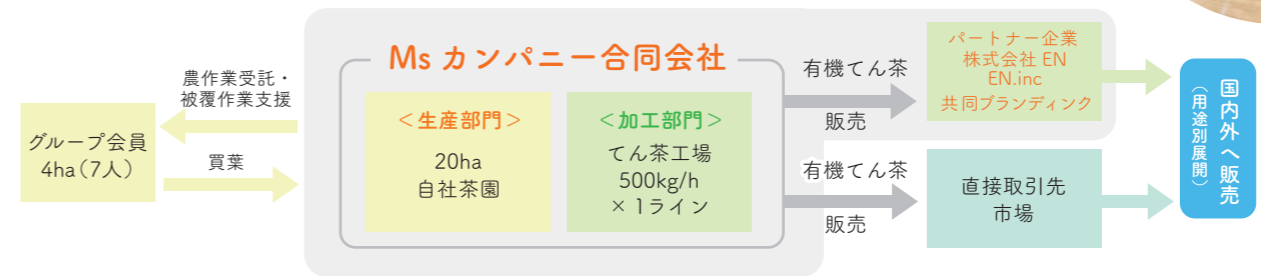 Ms カンパニー合同会社
農作業受託・
被覆作業支援
グループ会員
4ha(7人)
買葉
＜生産部門＞
20ha
自社茶園
＜加工部門＞
てん茶工場
500kg/h
× 1ライン
有機てん茶
販売
パートナー企業
株式会社 EN
EN.inc
共同ブランディンク
有機てん茶
販売
直接取引先
市場
国内外へ販売
（用途別展開）